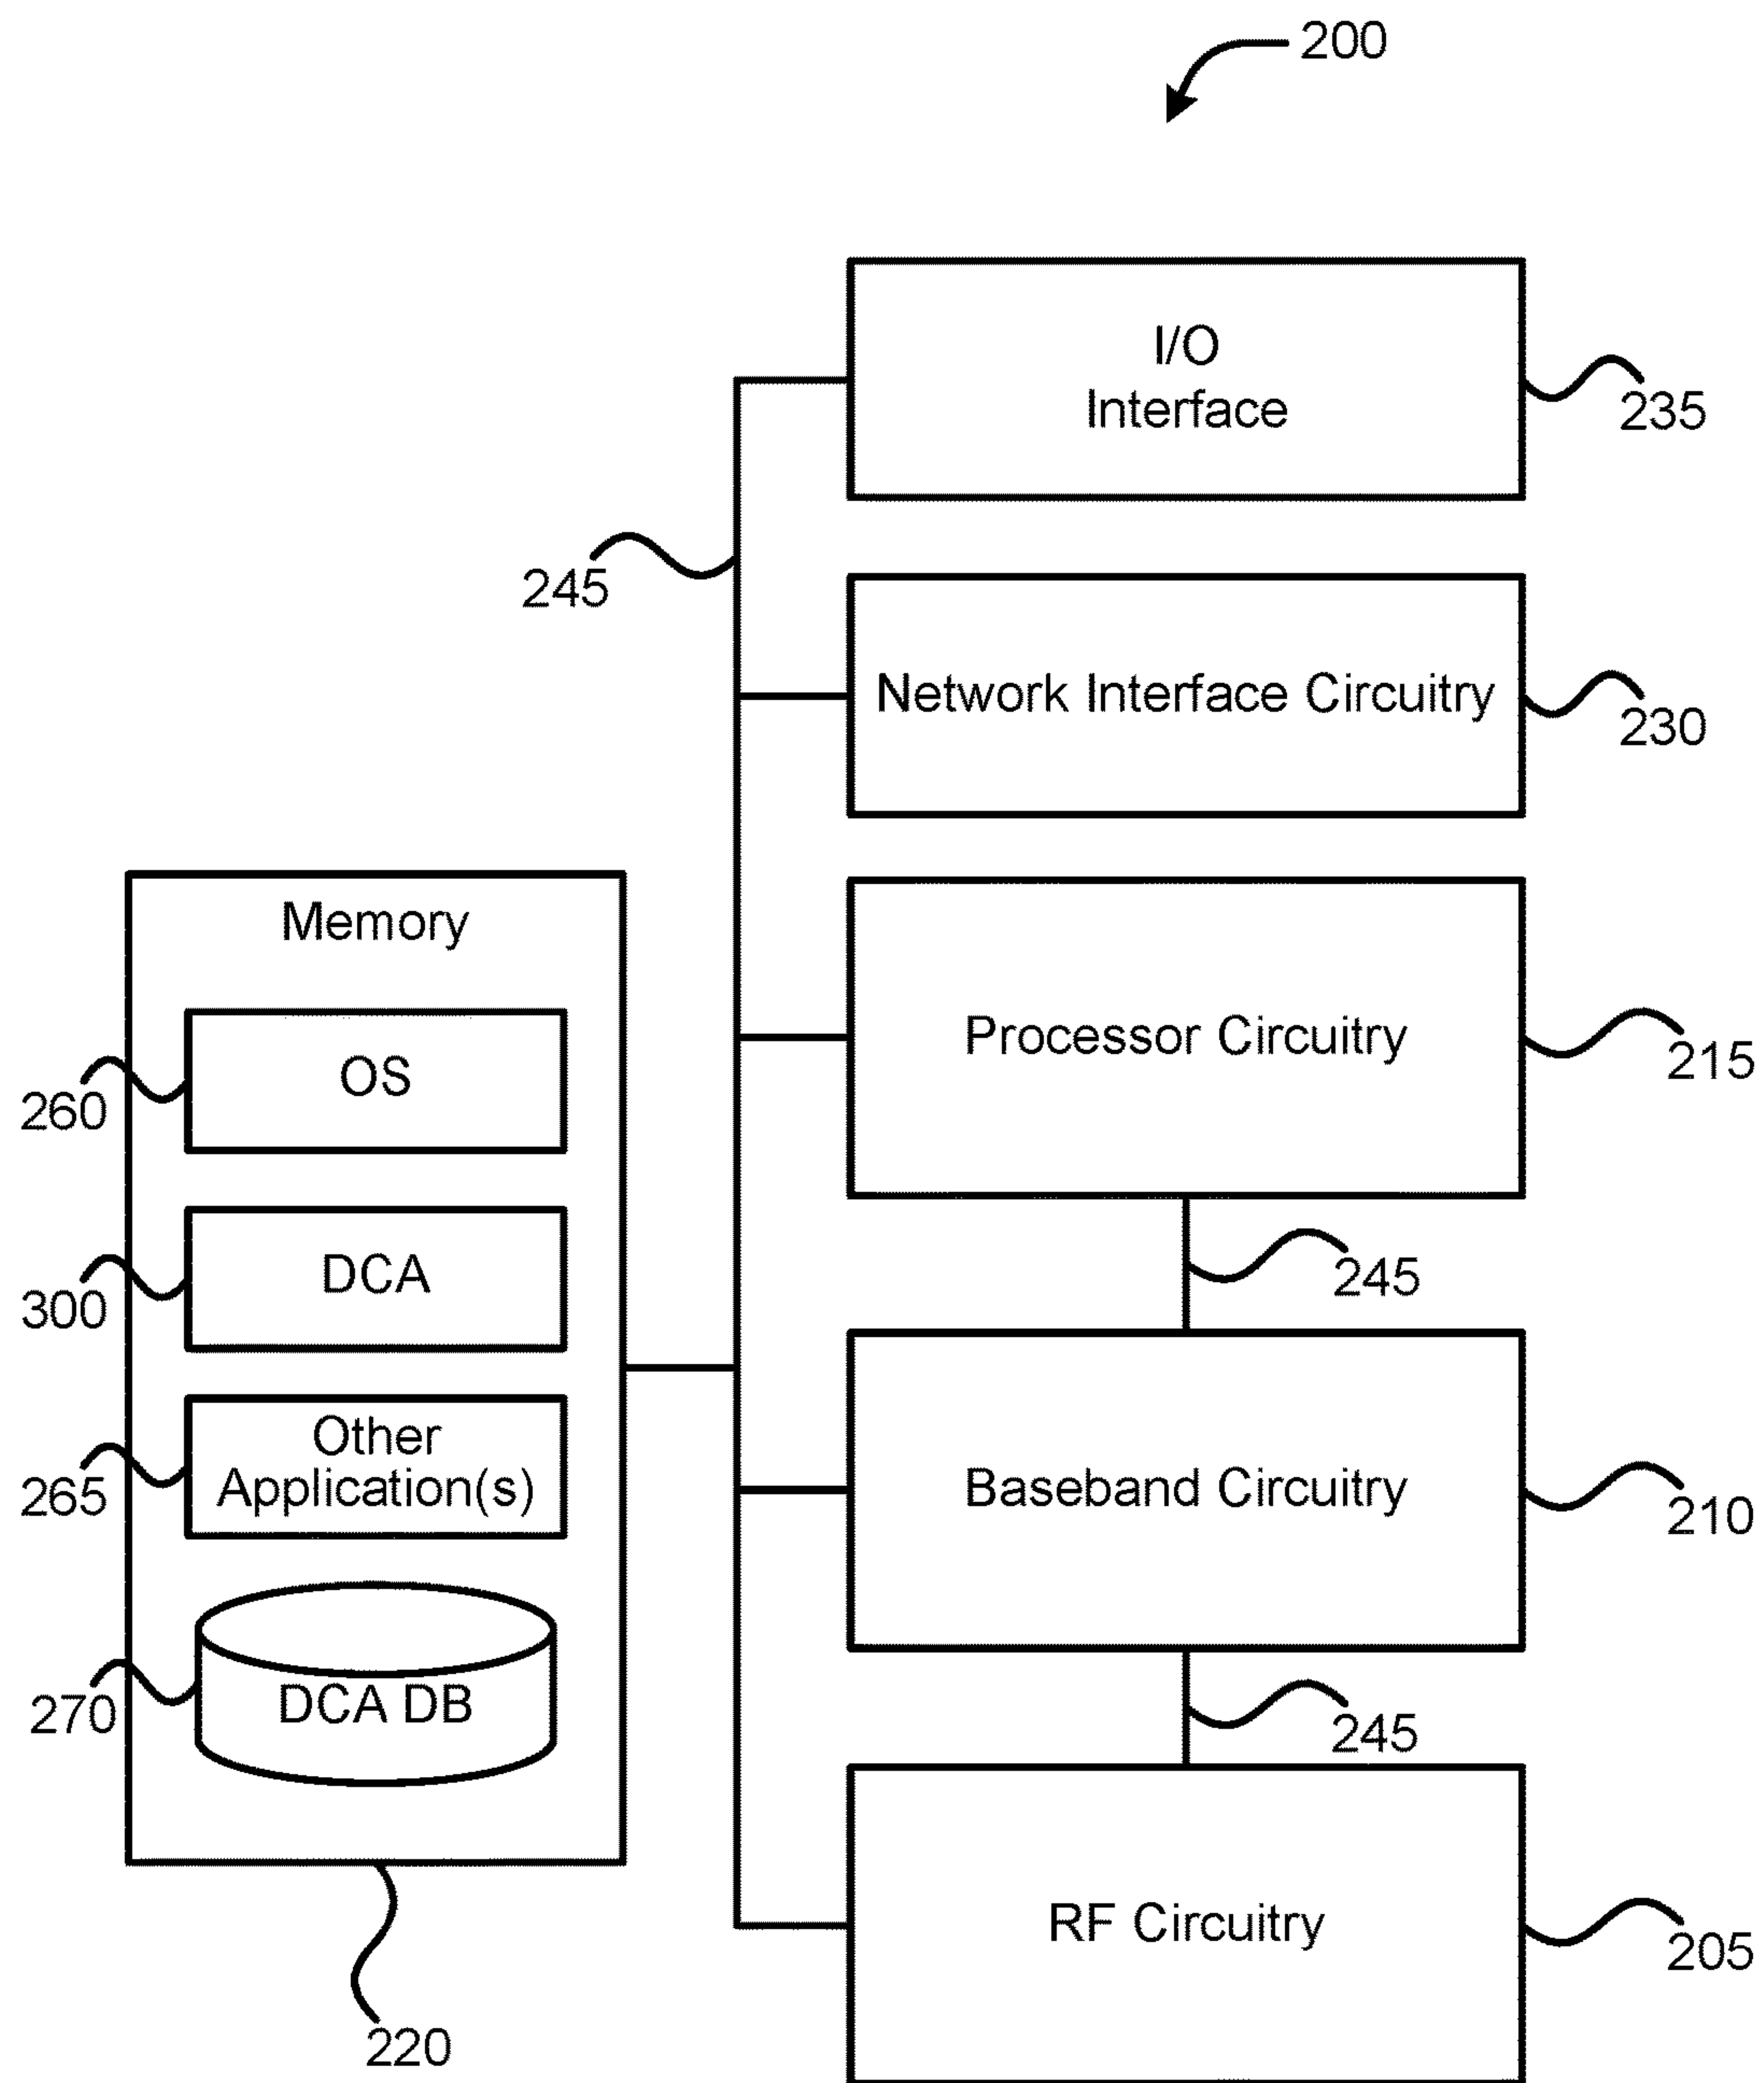 200
I/O
Interface
235
245
Network Interface Circuitry
230
Memory
Processor Circuitry
215
OS
260
DCA
300
245
Other
Application(s)
265
Baseband Circuitry
210
DCA DB
270
245
RF Circuitry
205
220